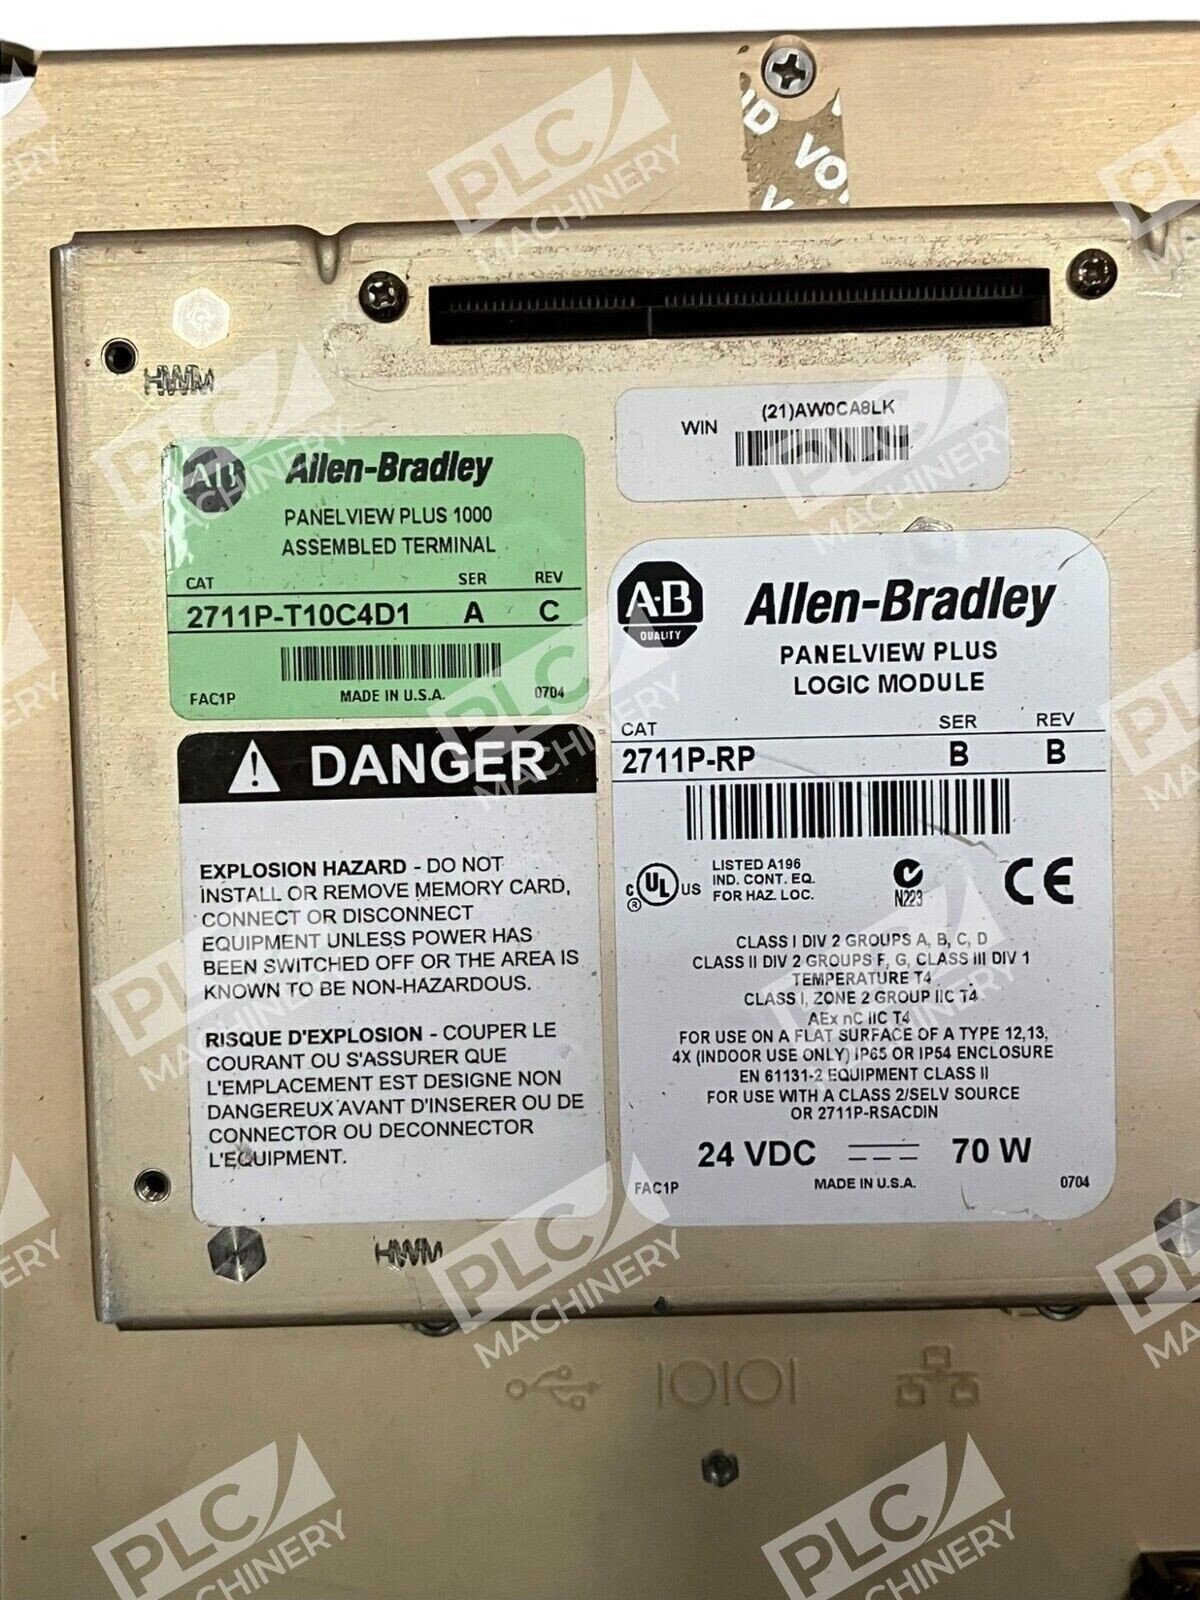 ID VO
V
HWM
WIN (21)AW0CA8LK
A-B Allen-Bradley
PANELVIEW PLUS 1000
ASSEMBLED TERMINAL
CAT SER REV
2711P-T10C4D1 A C
FAC1P MADE IN U.S.A. 0704
DANGER
EXPLOSION HAZARD - DO NOT
INSTALL OR REMOVE MEMORY CARD,
CONNECT OR DISCONNECT
EQUIPMENT UNLESS POWER HAS
BEEN SWITCHED OFF OR THE AREA IS
KNOWN TO BE NON-HAZARDOUS.
RISQUE D'EXPLOSION - COUPER LE
COURANT OU S'ASSURER QUE
L'EMPLACEMENT EST DESIGNE NON
DANGEREUX AVANT D'INSERER OU DE
CONNECTOR OU DECONNECTOR
L'EQUIPMENT.
A-B QUALITY Allen-Bradley
PANELVIEW PLUS
LOGIC MODULE
CAT SER REV
2711P-RP B B
C UL US ®
LISTED A196
IND. CONT. EQ.
FOR HAZ. LOC.
N223
CE
CLASS I DIV 2 GROUPS A, B, C, D
CLASS II DIV 2 GROUPS F, G, CLASS III DIV 1
TEMPERATURE T4
CLASS I, ZONE 2 GROUP IIC T4
AEx nC IIC T4
FOR USE ON A FLAT SURFACE OF A TYPE 12,13,
4X (INDOOR USE ONLY) IP65 OR IP54 ENCLOSURE
EN 61131-2 EQUIPMENT CLASS II
FOR USE WITH A CLASS 2/SELV SOURCE
OR 2711P-RSACDIN
24 VDC 70 W
FAC1P MADE IN U.S.A. 0704
HWM
IOIOI
PLC MACHINERY